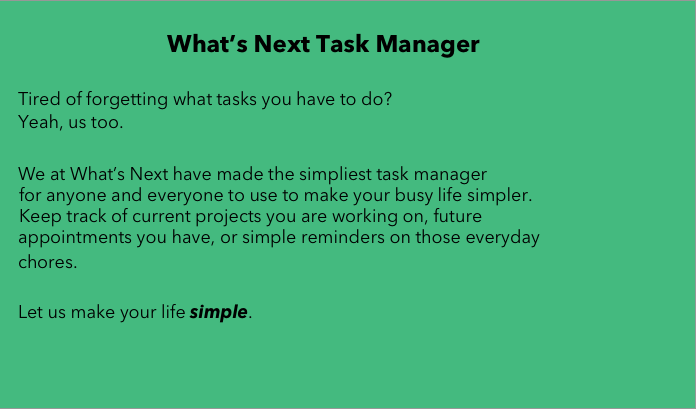 What’s Next Task Manager
Tired of forgetting what tasks you have to do?
Yeah, us too.
We at What’s Next have made the simpliest task manager
for anyone and everyone to use to make your busy life simpler.
Keep track of current projects you are working on, future
appointments you have, or simple reminders on those everyday
chores.
Let us make your life simple.